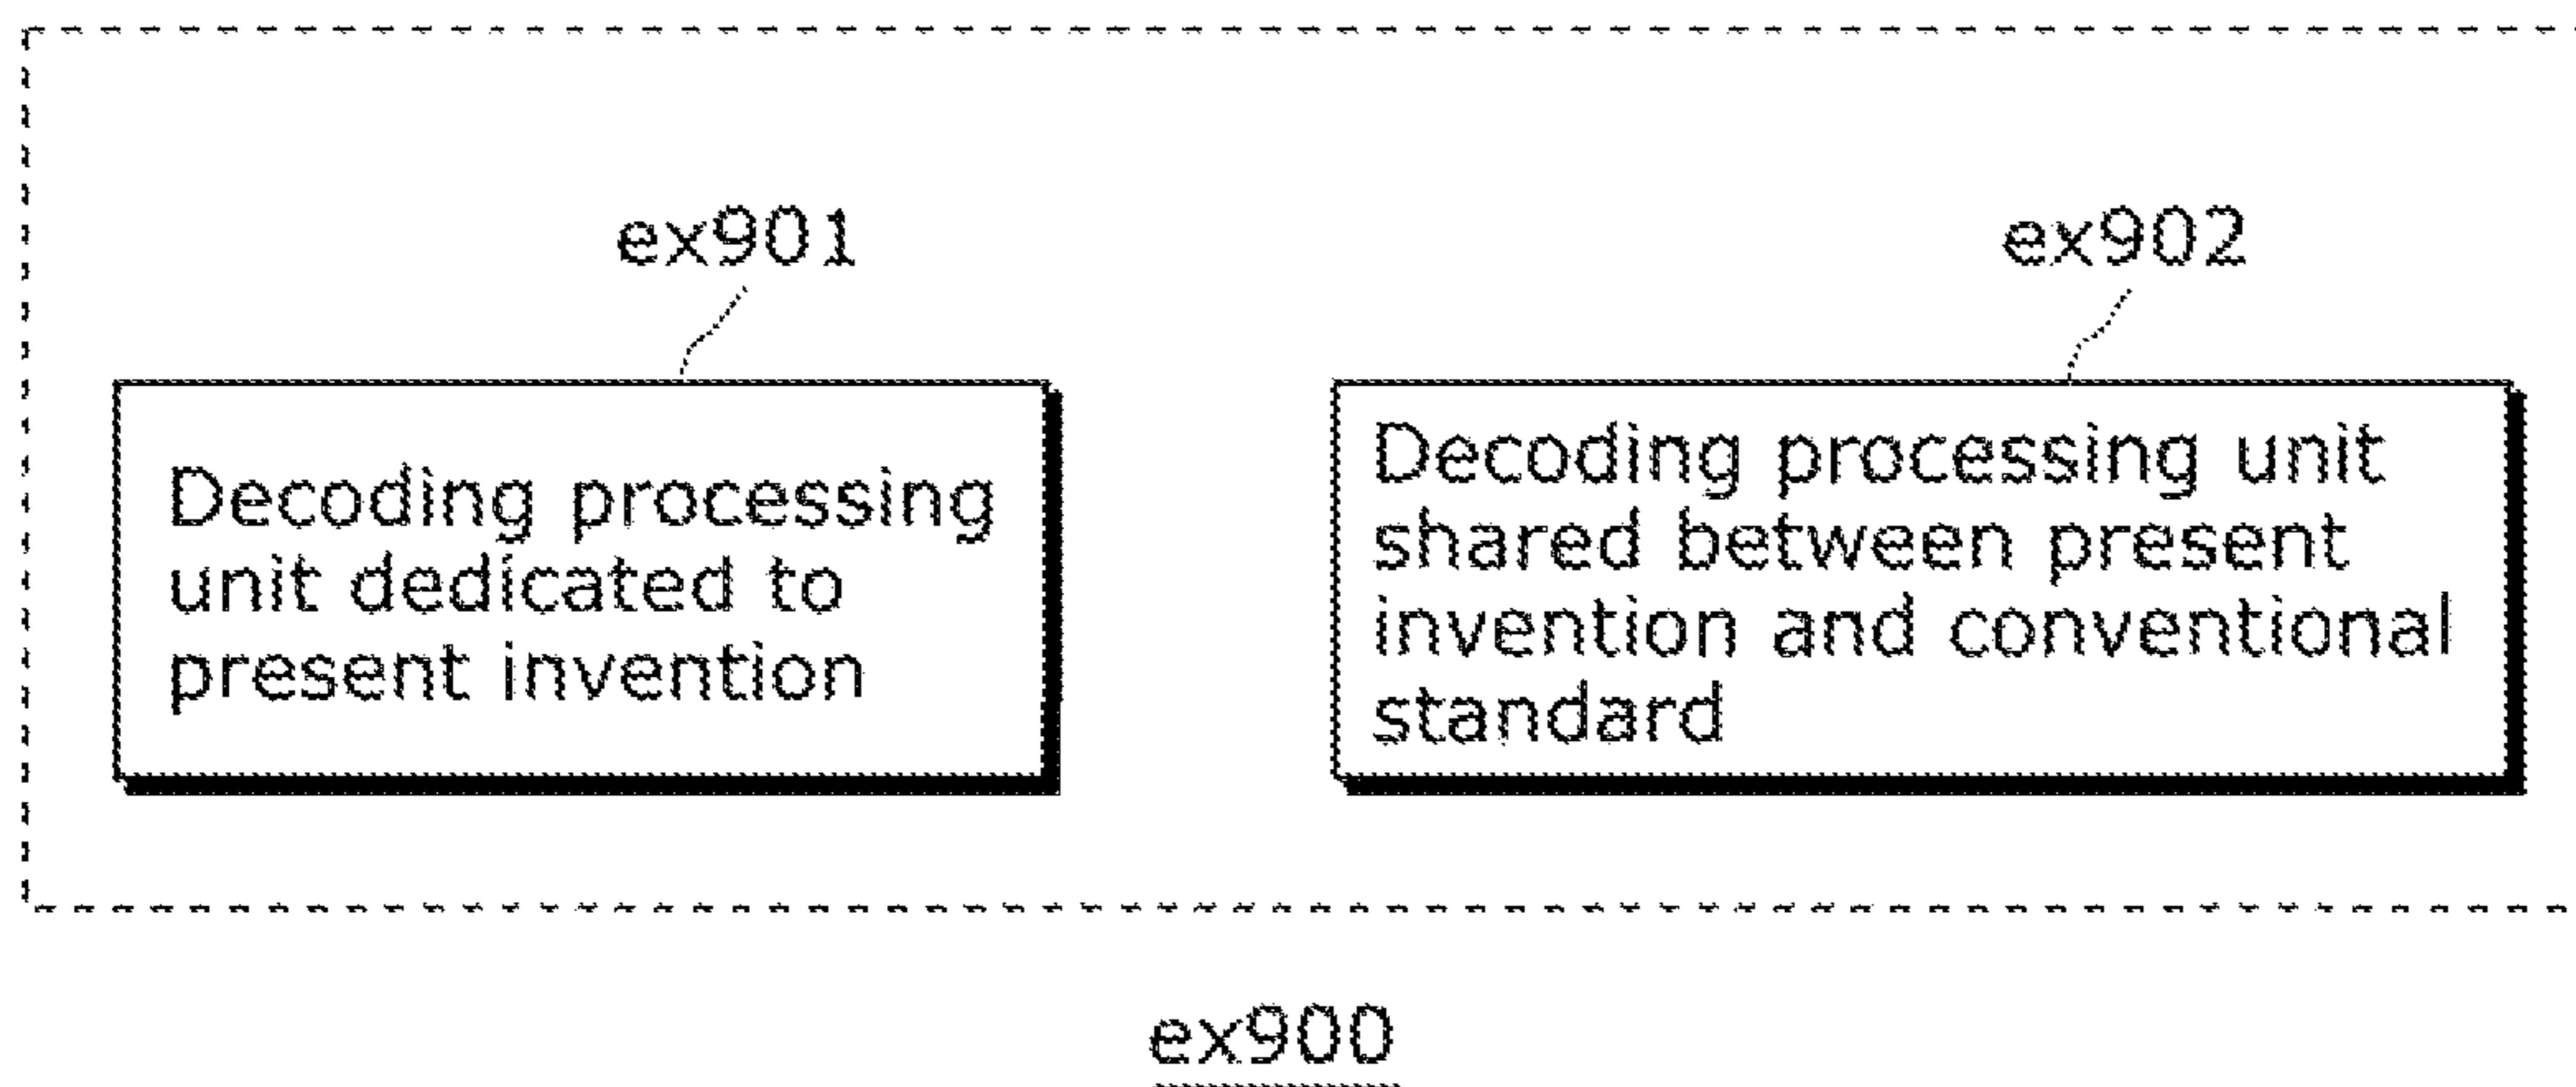 ex901
ex902
Decoding processing
unit dedicated to
present invention
Decoding processing unit
shared between present
invention and conventional
standard
ex900